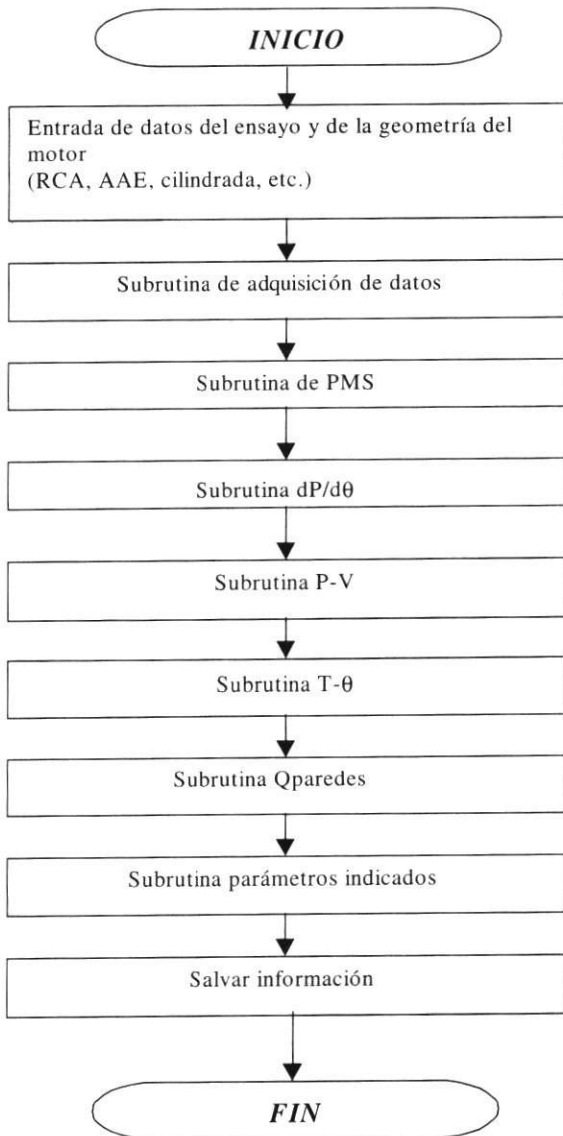 INICIO
Entrada de datos del ensayo y de la geometría del
motor
(RCA, AAE, cilindrada, etc.)
Subrutina de adquisición de datos
Subrutina de PMS
Subrutina dP/dθ
Subrutina P-V
Subrutina T-θ
Subrutina Qparedes
Subrutina parámetros indicados
Salvar información
FIN